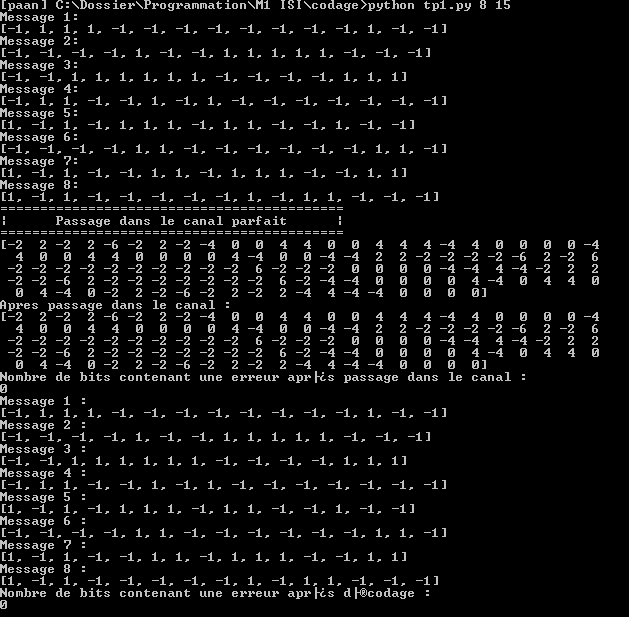 [paan] C:\Dossier\Programmation\M1 ISI\codage>python tp1.py 8 15
Message 1:
[-1, 1, 1, 1, -1, -1, -1, 1, -1, -1, -1, -1, -1, -1, -1]
Message 2:
[-1, -1, 1, -1, -1, -1, 1, -1, 1, 1, 1, 1, -1, -1, -1]
Message 3:
[-1, -1, 1, 1, 1, 1, 1, 1, -1, -1, -1, -1, 1, 1, 1]
Message 4:
[-1, 1, 1, -1, -1, -1, 1, -1, -1, -1, -1, -1, 1, -1, -1]
Message 5:
[1, -1, 1, -1, 1, 1, -1, 1, -1, 1, -1, 1, 1, -1, -1]
Message 6:
[-1, -1, -1, -1, 1, 1, -1, -1, -1, -1, -1, 1, 1, -1, -1]
Message 7:
[1, -1, 1, -1, 1, -1, -1, 1, 1, -1, -1, -1, 1, 1, 1]
Message 8:
[1, -1, 1, -1, 1, -1, -1, -1, -1, -1, 1, 1, -1, -1, -1]
===========================================
¦      Passage dans le canal parfait      ¦
===========================================
[-2  2 -2  2 -6 -2  2 -2 -4  0  0  4  4  0  4  4  4 -4  4  0  0  0  0 -4
  4  0  0  4  4  0  0  0  0  4 -4  0  0 -4 -4  2  2 -2 -2 -2 -6  2 -2  6
 -2 -2 -2  2 -2 -2 -2 -2 -2  6 -2 -2 -2  0  0  0  0 -4 -4  4 -4 -2  2  2
 -2 -2 -6  2 -2 -2 -2 -2 -2 -2  6 -2 -4  0  0  0  0  4 -4  0  4  4  0
  0  4 -4  0 -2  2 -2 -6 -2  2 -2  2 -4  4 -4 -4  0  0  0  0]
Apres passage dans le canal :
[-2  2 -2  2 -6 -2  2 -2 -4  0  0  4  4  0  4  4  4 -4  4  0  0  0  0 -4
  4  0  0  4  4  0  0  0  0  4 -4  0  0 -4 -4  2  2 -2 -2 -2 -6  2 -2  6
 -2 -2 -2  2 -2 -2 -2 -2 -2  6 -2 -2 -2  0  0  0  0 -4 -4  4 -4 -2  2  2
 -2 -2 -6  2 -2 -2 -2 -2 -2 -2  6 -2 -4  0  0  0  0  4 -4  0  4  4  0
  0  4 -4  0 -2  2 -2 -6 -2  2 -2  2 -4  4 -4 -4  0  0  0  0]
Nombre de bits contenant une erreur apr├¿s passage dans le canal :
0
Message 1 :
[-1, 1, 1, 1, -1, -1, -1, 1, -1, -1, -1, -1, -1, -1, -1]
Message 2 :
[-1, -1, 1, -1, -1, -1, 1, -1, 1, 1, 1, 1, -1, -1, -1]
Message 3 :
[-1, -1, 1, 1, 1, 1, 1, 1, -1, -1, -1, -1, 1, 1, 1]
Message 4 :
[-1, 1, 1, -1, -1, -1, 1, -1, -1, -1, -1, -1, 1, -1, -1]
Message 5 :
[1, -1, 1, -1, 1, 1, -1, 1, -1, 1, -1, 1, 1, -1, -1]
Message 6 :
[-1, -1, -1, -1, 1, 1, -1, -1, -1, -1, -1, 1, 1, -1, -1]
Message 7 :
[1, -1, 1, -1, 1, -1, -1, 1, 1, -1, -1, -1, 1, 1, 1]
Message 8 :
[1, -1, 1, -1, 1, -1, -1, -1, -1, -1, 1, 1, -1, -1, -1]
Nombre de bits contenant une erreur apr├¿s d├®codage :
0